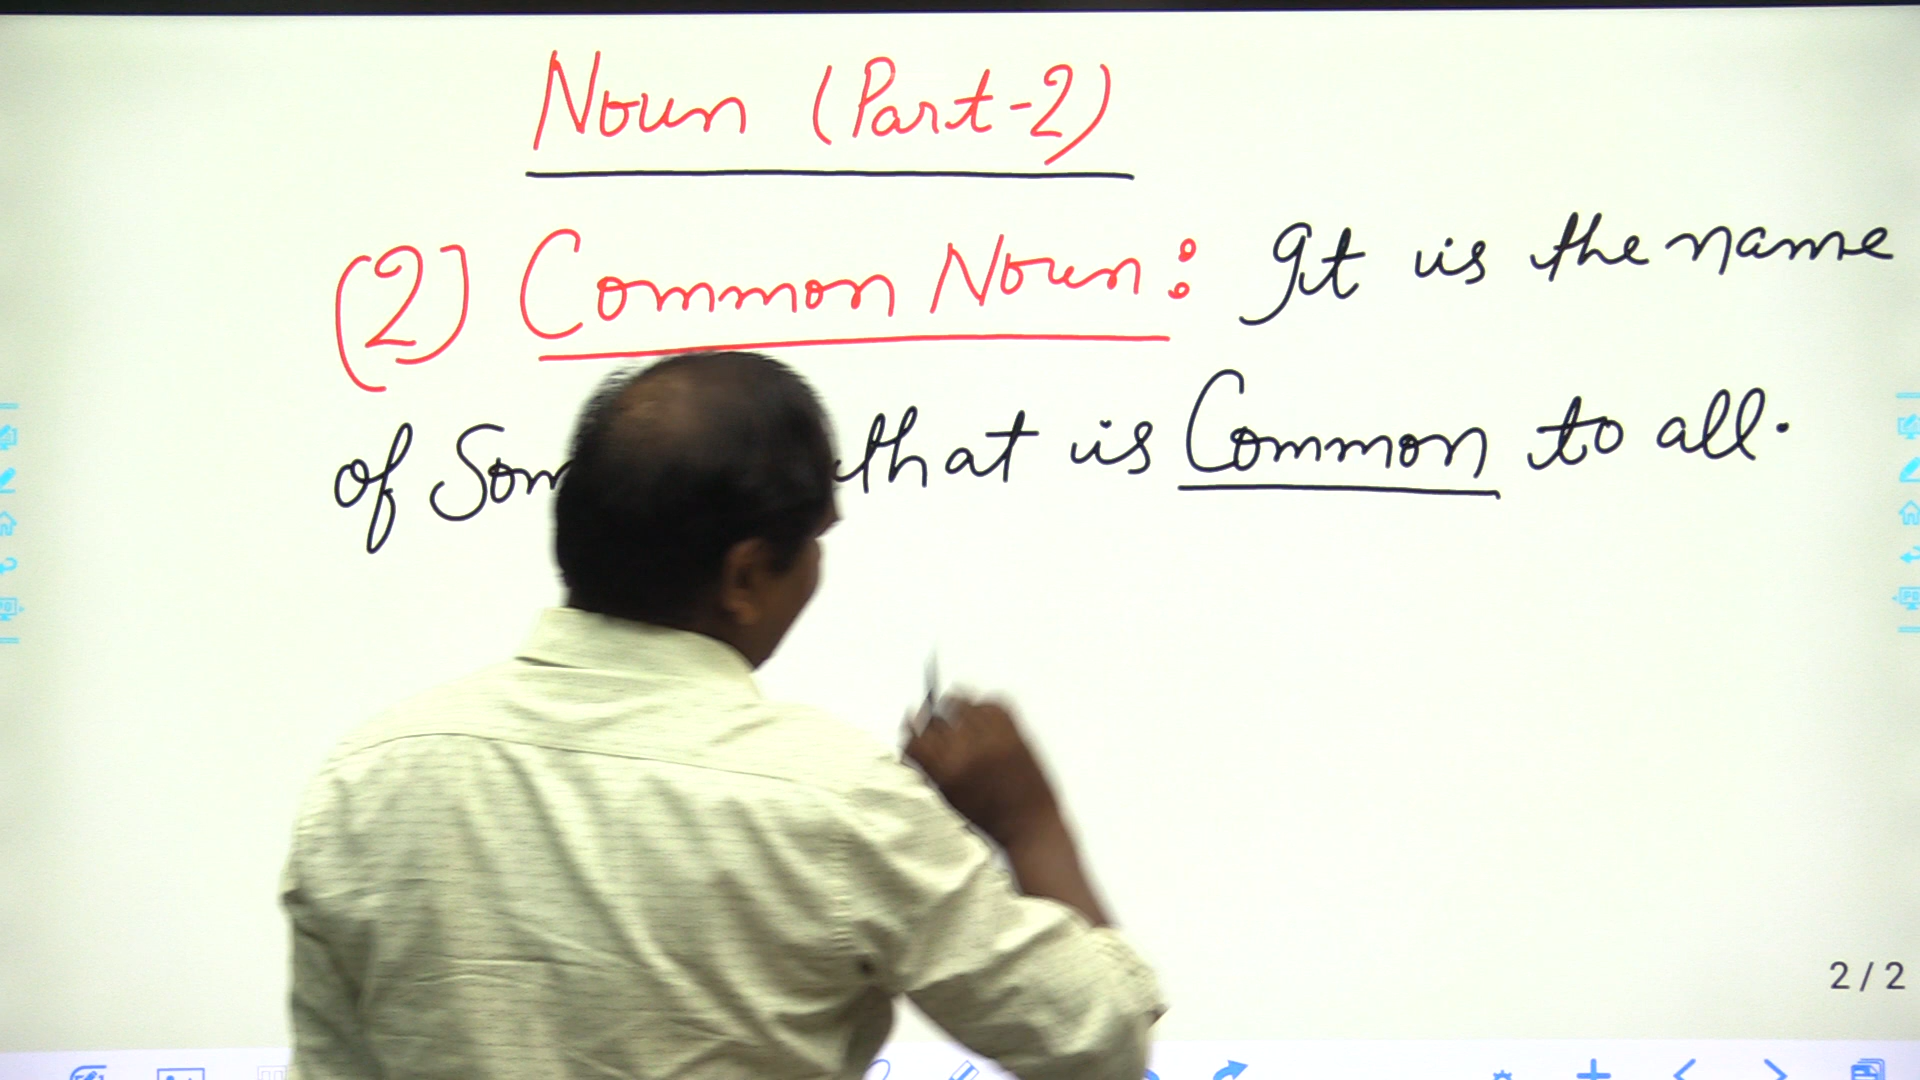 Noun (Part-2)
(2) Common Noun: It is the name
of Som that is Common to all.
2/2